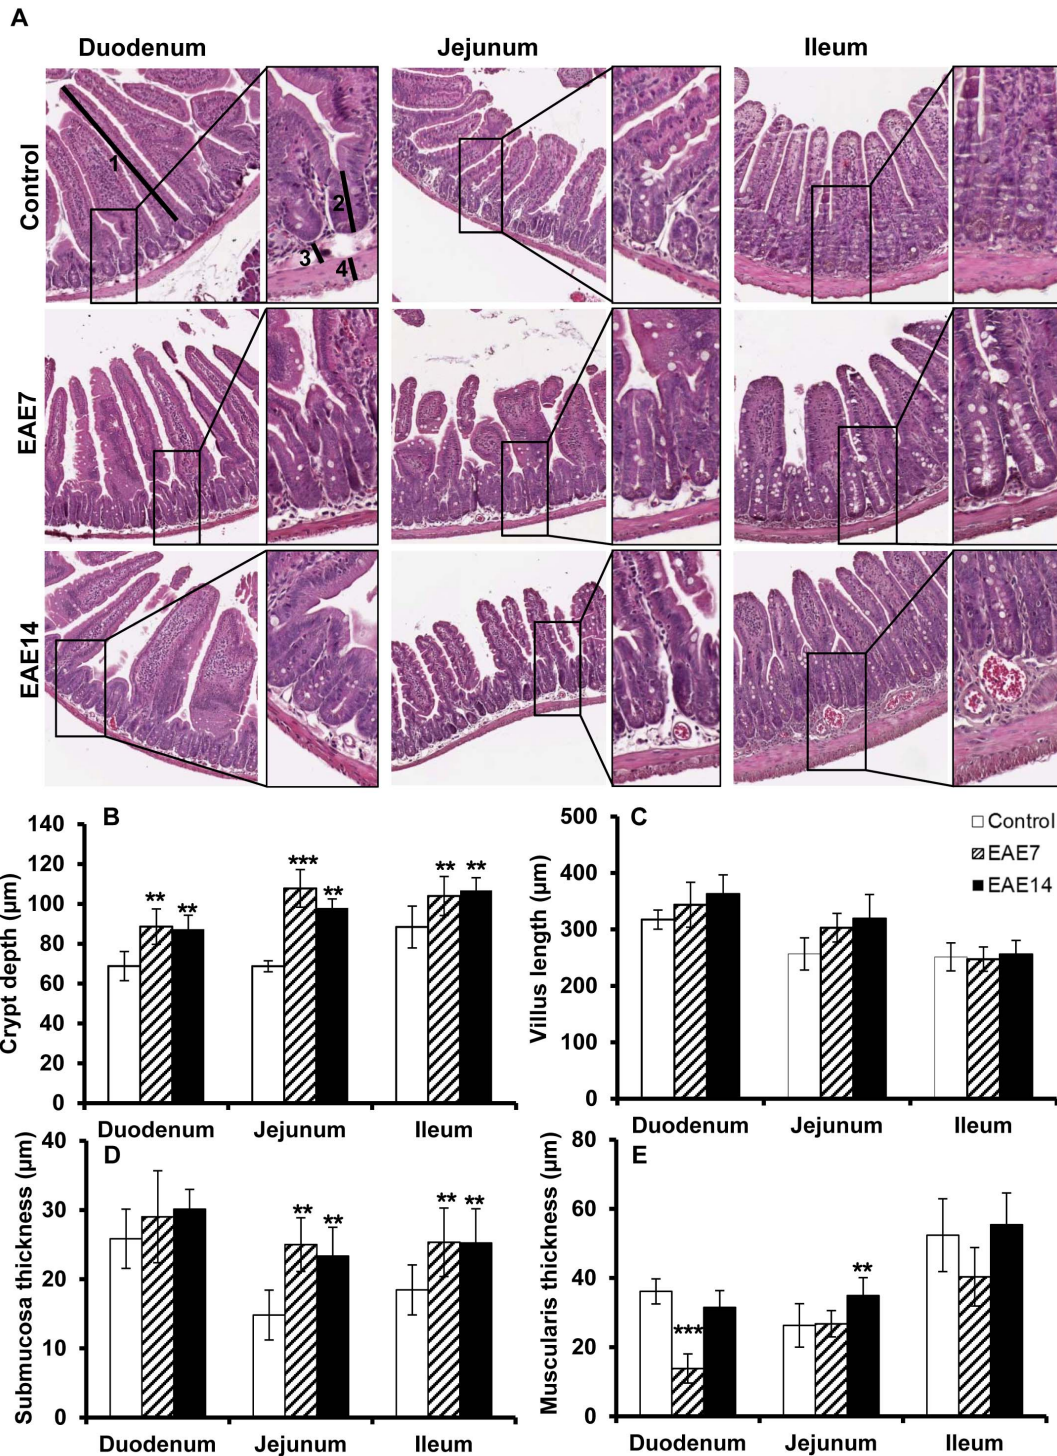 A
Duodenum Jejunum Ileum
Control
1
2
3
4
EAE7
EAE14
B
Crypt depth (µm)
140
120
100
80
60
40
20
0
** ** *** ** ** **
Duodenum Jejunum Ileum
C
Villus length (µm)
500
400
300
200
100
0
Control
EAE7
EAE14
Duodenum Jejunum Ileum
D
Submucosa thickness (µm)
40
30
20
10
0
** ** ** **
Duodenum Jejunum Ileum
E
Muscularis thickness (µm)
80
60
40
20
0
*** **
Duodenum Jejunum Ileum